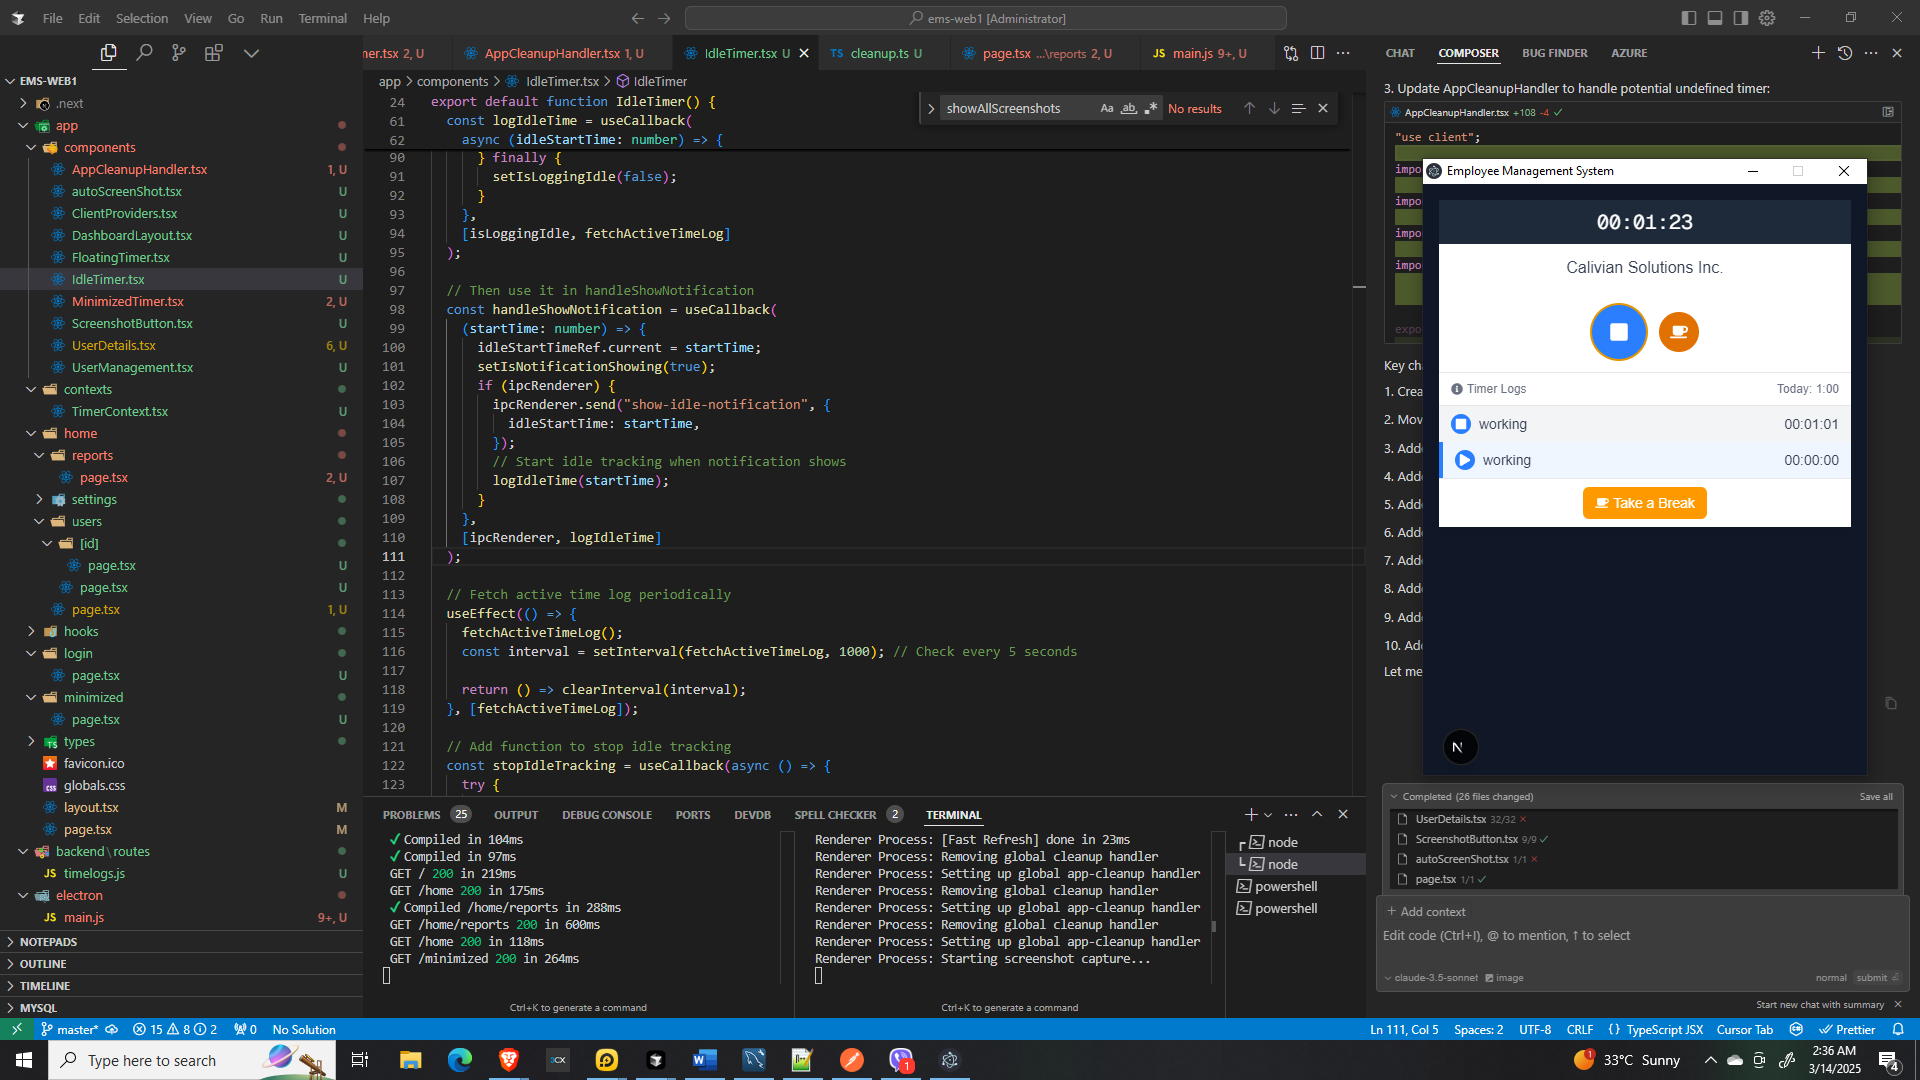 File Edit Selection View Go Run Terminal Help
ems-web1 [Administrator]
EMS-WEB1
.next
app
components
AppCleanupHandler.tsx 1, U
autoScreenShot.tsx U
ClientProviders.tsx U
DashboardLayout.tsx U
FloatingTimer.tsx U
IdleTimer.tsx U
MinimizedTimer.tsx 2, U
ScreenshotButton.tsx U
UserDetails.tsx 6, U
UserManagement.tsx U
contexts
TimerContext.tsx U
home
reports
page.tsx 2, U
settings
users
[id]
page.tsx U
page.tsx U
page.tsx 1, U
hooks
login
page.tsx U
minimized
page.tsx U
types
favicon.ico
globals.css
layout.tsx M
page.tsx M
backend \ routes
timelogs.js U
electron
main.js 9+, U
NOTEPADS
OUTLINE
TIMELINE
MYSQL
ner.tsx 2, U AppCleanupHandler.tsx 1, U IdleTimer.tsx U TS cleanup.ts U page.tsx ...\reports 2, U JS main.js 9+, U
app > components > IdleTimer.tsx > IdleTimer
showAllScreenshots Aa ab .* No results
24 export default function IdleTimer() {
61 const logIdleTime = useCallback(
62 async (idleStartTime: number) => {
90 } finally {
91 setIsLoggingIdle(false);
92 }
93 },
94 [isLoggingIdle, fetchActiveTimeLog]
95 );
96
97 // Then use it in handleShowNotification
98 const handleShowNotification = useCallback(
99 (startTime: number) => {
100 idleStartTimeRef.current = startTime;
101 setIsNotificationShowing(true);
102 if (ipcRenderer) {
103 ipcRenderer.send("show-idle-notification", {
104 idleStartTime: startTime,
105 });
106 // Start idle tracking when notification shows
107 logIdleTime(startTime);
108 }
109 },
110 [ipcRenderer, logIdleTime]
111 );
112
113 // Fetch active time log periodically
114 useEffect(() => {
115 fetchActiveTimeLog();
116 const interval = setInterval(fetchActiveTimeLog, 1000); // Check every 5 seconds
117
118 return () => clearInterval(interval);
119 }, [fetchActiveTimeLog]);
120
121 // Add function to stop idle tracking
122 const stopIdleTracking = useCallback(async () => {
123 try {
PROBLEMS 25 OUTPUT DEBUG CONSOLE PORTS DEVDB SPELL CHECKER 2 TERMINAL
✓ Compiled in 104ms
✓ Compiled in 97ms
GET / 200 in 219ms
GET /home 200 in 175ms
✓ Compiled /home/reports in 288ms
GET /home/reports 200 in 600ms
GET /home 200 in 118ms
GET /minimized 200 in 264ms
Ctrl+K to generate a command
Renderer Process: [Fast Refresh] done in 23ms
Renderer Process: Removing global cleanup handler
Renderer Process: Setting up global app-cleanup handler
Renderer Process: Removing global cleanup handler
Renderer Process: Setting up global app-cleanup handler
Renderer Process: Removing global cleanup handler
Renderer Process: Setting up global app-cleanup handler
Renderer Process: Starting screenshot capture...
Ctrl+K to generate a command
node
node
powershell
powershell
CHAT COMPOSER BUG FINDER AZURE
3. Update AppCleanupHandler to handle potential undefined timer:
AppCleanupHandler.tsx +108 -4 ✓
"use client";
impo
impo
impo
impo
expo
Key cha
1. Crea
2. Mov
3. Adde
4. Adde
5. Adde
6. Adde
7. Adde
8. Adde
9. Adde
10. Add
Let me
Employee Management System
00:01:23
Calivian Solutions Inc.
Timer Logs Today: 1:00
working 00:01:01
working 00:00:00
Take a Break
N
Completed (26 files changed) Save all
UserDetails.tsx 32/32 ×
ScreenshotButton.tsx 9/9 ✓
autoScreenShot.tsx 1/1 ×
page.tsx 1/1 ✓
+ Add context
Edit code (Ctrl+I), @ to mention, ↑ to select
claude-3.5-sonnet image normal submit
Start new chat with summary ×
master* 15 8 2 0 No Solution
Ln 111, Col 5 Spaces: 2 UTF-8 CRLF {} TypeScript JSX Cursor Tab Prettier
Type here to search
3CX
W
1
1
33°C Sunny
2:36 AM
3/14/2025
4